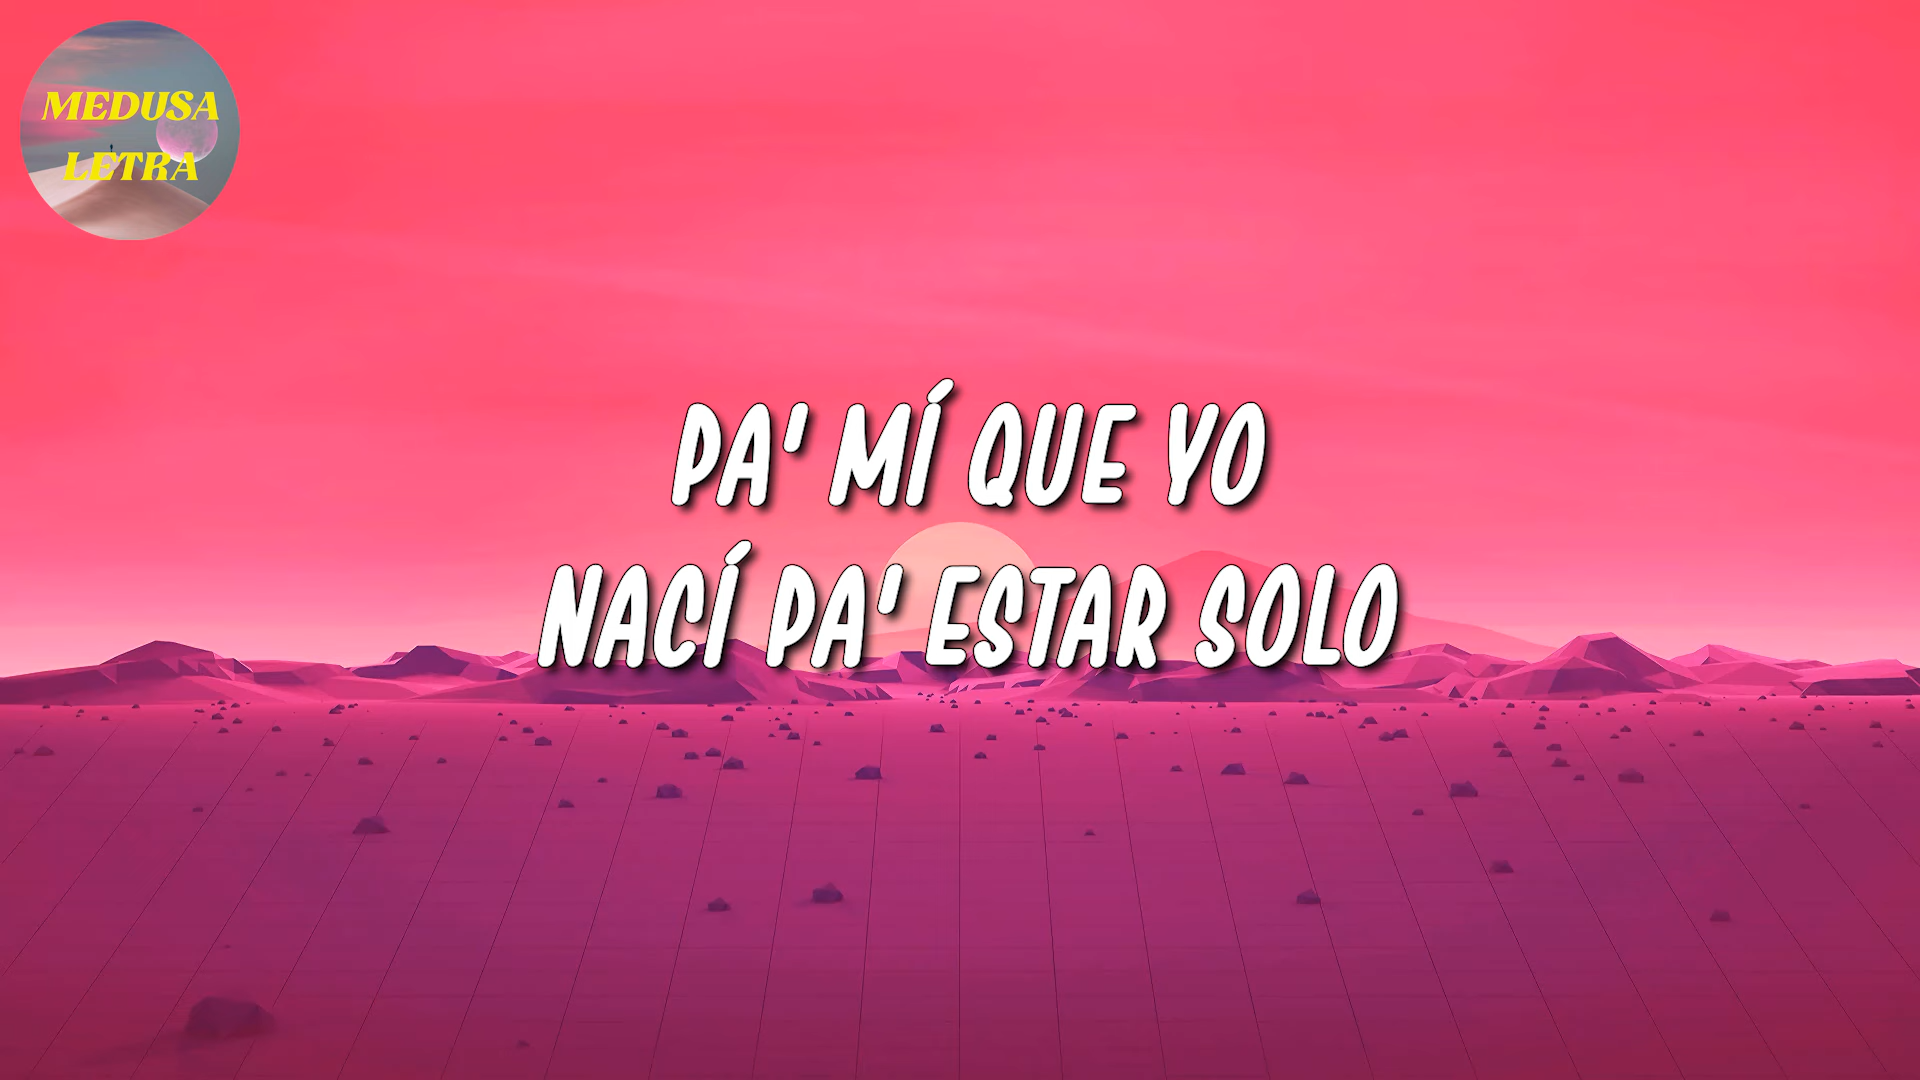 MEDUSA
LETRA
PA' MÍ QUE YO
NACÍ PA' ESTAR SOLO